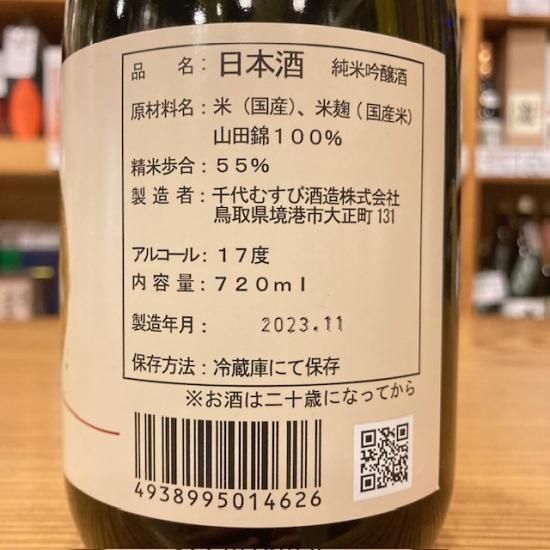 品名：日本酒 純米吟醸酒
原材料名：米（国産）、米麹（国産米）
山田錦１００％
精米歩合：５５％
製造者：千代むすび酒造株式会社
鳥取県境港市大正町131
アルコール：１７度
内容量：７２０ｍｌ
製造年月：2023.11
保存方法：冷蔵庫にて保存
※お酒は二十歳になってから
4938995014626